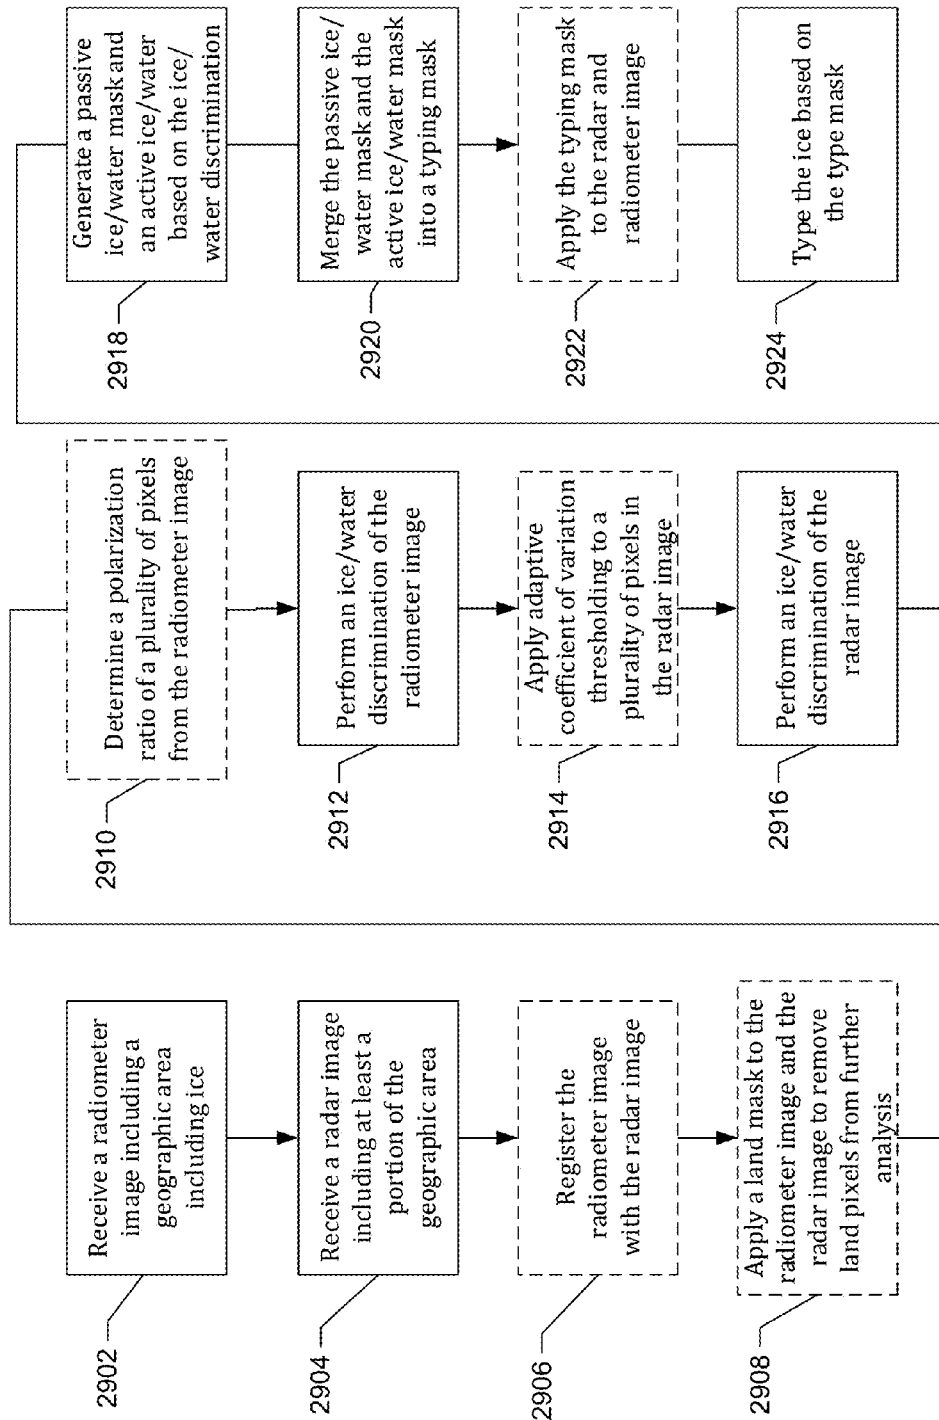 2902
Receive a radiometer
image including a
geographic area
including ice
2904
Receive a radar image
including at least a
portion of the
geographic area
2906
Register the
radiometer image
with the radar image
2908
Apply a land mask to the
radiometer image and the
radar image to remove
land pixels from further
analysis
2910
Determine a polarization
ratio of a plurality of pixels
from the radiometer image
2912
Perform an ice/water
discrimination of the
radiometer image
2914
Apply adaptive
coefficient of variation
thresholding to a
plurality of pixels in
the radar image
2916
Perform an ice/water
discrimination of the
radar image
2918
Generate a passive
ice/water mask and
an active ice/water
based on the ice/
water discrimination
2920
Merge the passive ice/
water mask and the
active ice/water mask
into a typing mask
2922
Apply the typing mask
to the radar and
radiometer image
2924
Type the ice based on
the type mask